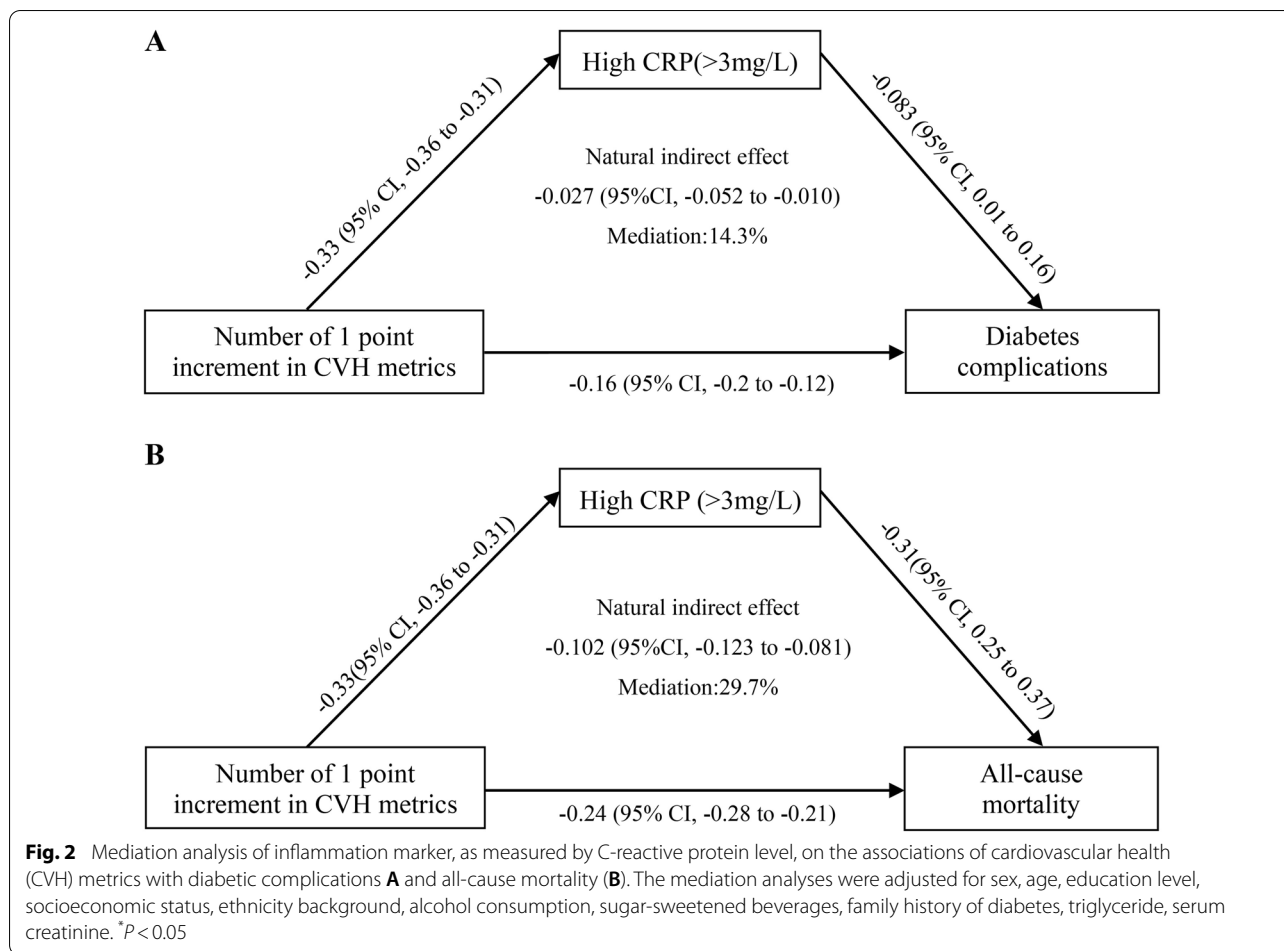 A
High CRP(>3mg/L)
-0.33 (95% CI, -0.36 to -0.31)
-0.083 (95% CI, 0.01 to 0.16)
Natural indirect effect
-0.027 (95%CI, -0.052 to -0.010)
Mediation:14.3%
Number of 1 point
increment in CVH metrics
Diabetes
complications
-0.16 (95% CI, -0.2 to -0.12)
B
High CRP (>3mg/L)
-0.33(95% CI, -0.36 to -0.31)
-0.31(95% CI, 0.25 to 0.37)
Natural indirect effect
-0.102 (95%CI, -0.123 to -0.081)
Mediation:29.7%
Number of 1 point
increment in CVH metrics
All-cause
mortality
-0.24 (95% CI, -0.28 to -0.21)
Fig. 2 Mediation analysis of inflammation marker, as measured by C-reactive protein level, on the associations of cardiovascular health
(CVH) metrics with diabetic complications A and all-cause mortality (B). The mediation analyses were adjusted for sex, age, education level,
socioeconomic status, ethnicity background, alcohol consumption, sugar-sweetened beverages, family history of diabetes, triglyceride, serum
creatinine. *P < 0.05